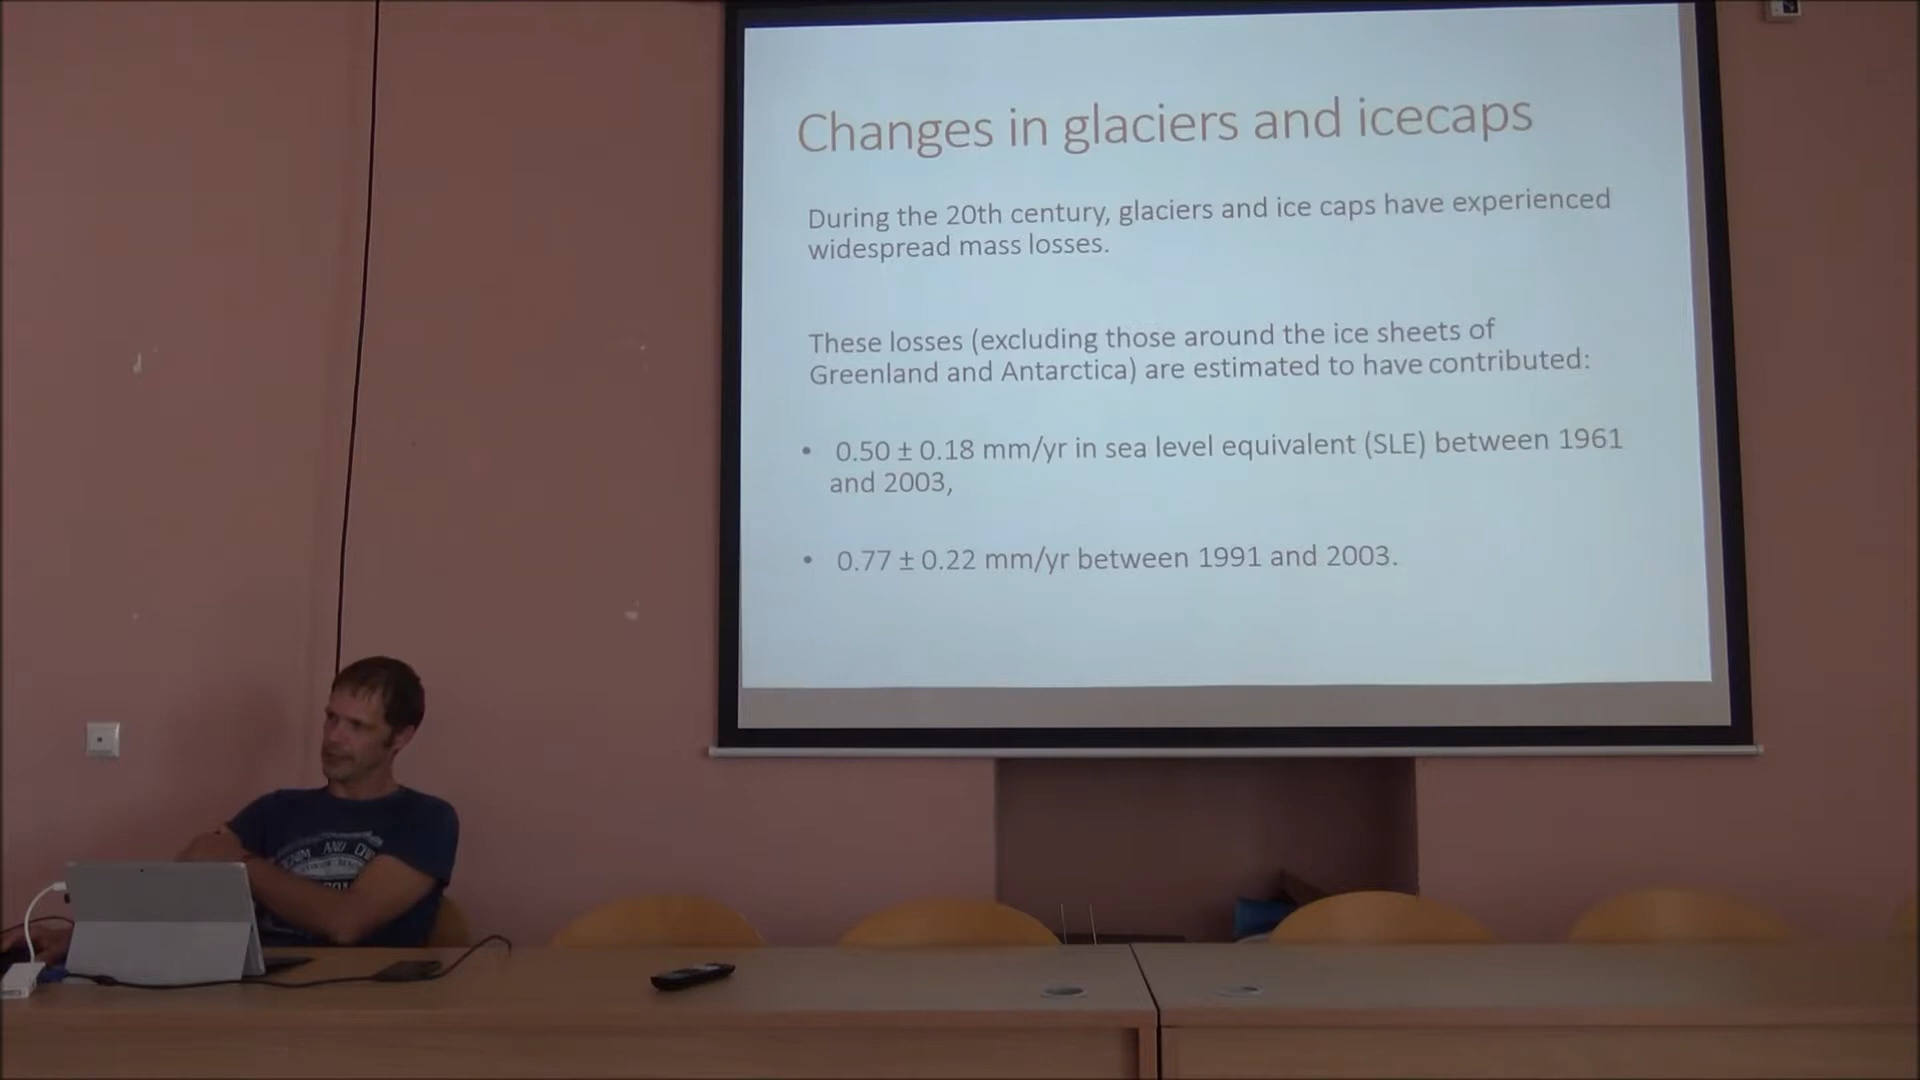 Changes in glaciers and icecaps
During the 20th century, glaciers and ice caps have experienced
widespread mass losses.
These losses (excluding those around the ice sheets of
Greenland and Antarctica) are estimated to have contributed:
• 0.50 ± 0.18 mm/yr in sea level equivalent (SLE) between 1961
and 2003,
• 0.77 ± 0.22 mm/yr between 1991 and 2003.
AND